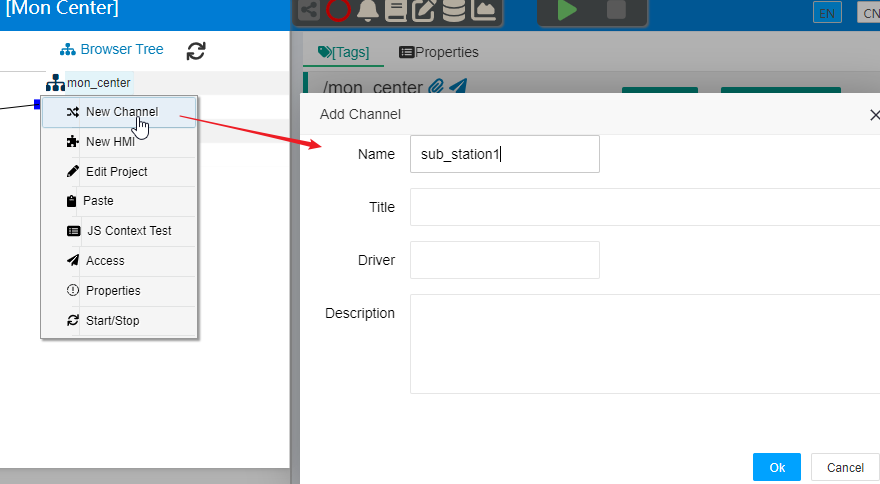 [Mon Center]
EN
CN
Browser Tree
[Tags]
Properties
mon_center
/mon_center
New Channel
New HMI
Edit Project
Paste
JS Context Test
Access
Properties
Start/Stop
Add Channel
Name
sub_station1
Title
Driver
Description
Ok
Cancel